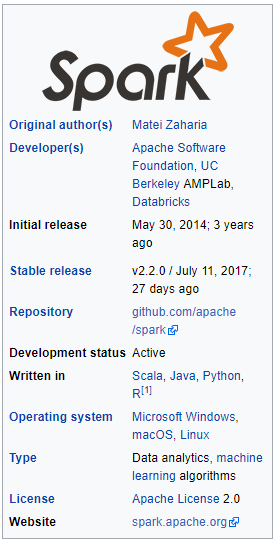 Spark
Original author(s) Matei Zaharia
Developer(s) Apache Software
Foundation, UC
Berkeley AMPLab,
Databricks
Initial release May 30, 2014; 3 years
ago
Stable release v2.2.0 / July 11, 2017;
27 days ago
Repository github.com/apache
/spark
Development status Active
Written in Scala, Java, Python,
R[1]
Operating system Microsoft Windows,
macOS, Linux
Type Data analytics, machine
learning algorithms
License Apache License 2.0
Website spark.apache.org